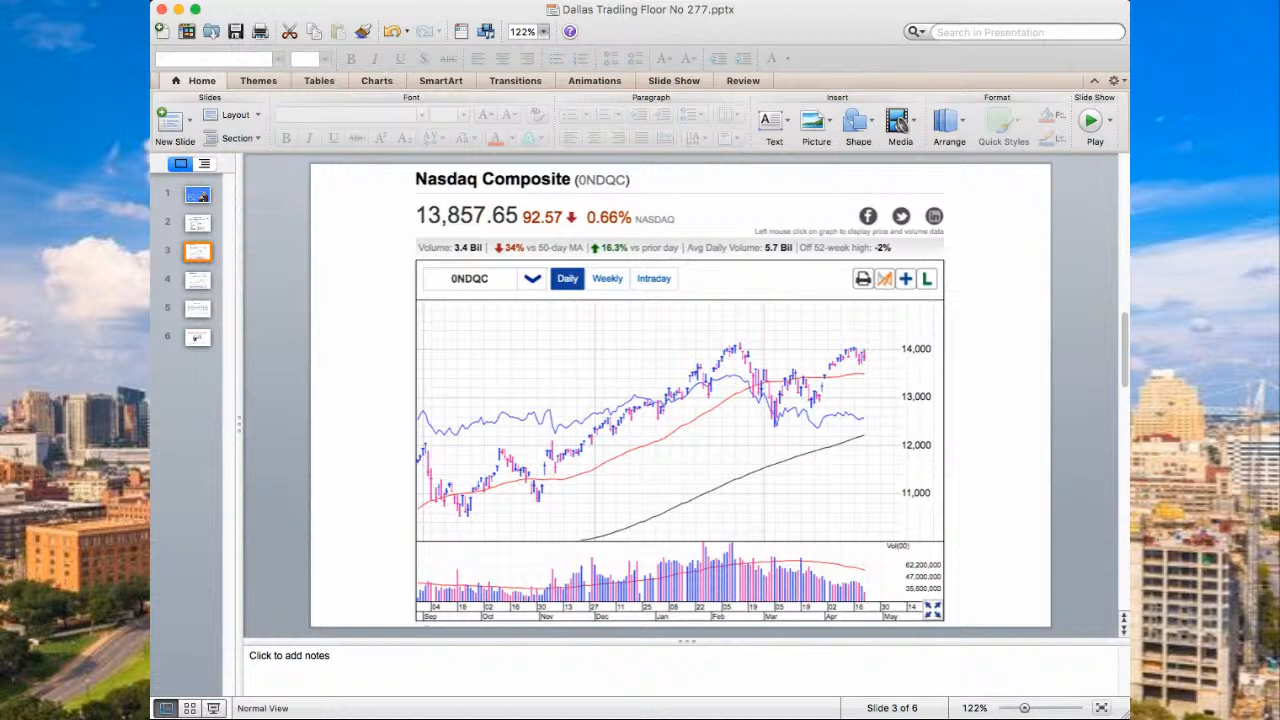 Dallas Tradiing Floor No 277.pptx
122%
Search in Presentation
Home Themes Tables Charts SmartArt Transitions Animations Slide Show Review
Slides Font Paragraph Insert Format Slide Show
New Slide Layout Section Text Picture Shape Media Arrange Quick Styles Play
1
2
3
4
5
6
Nasdaq Composite (0NDQC)
13,857.65 92.57 0.66% NASDAQ
Left mouse click on graph to display price and volume data
Volume: 3.4 Bil | 34% vs 50-day MA | 16.3% vs prior day | Avg Daily Volume: 5.7 Bil | Off 52-week high: -2%
0NDQC Daily Weekly Intraday L
14,000
13,000
12,000
11,000
Vol(00)
62,200,000
47,000,000
35,600,000
04 18 02 16 30 13 27 11 25 08 22 05 19 05 19 02 16 30 14
Sep Oct Nov Dec Jan Feb Mar Apr May
Click to add notes
Normal View Slide 3 of 6 122%